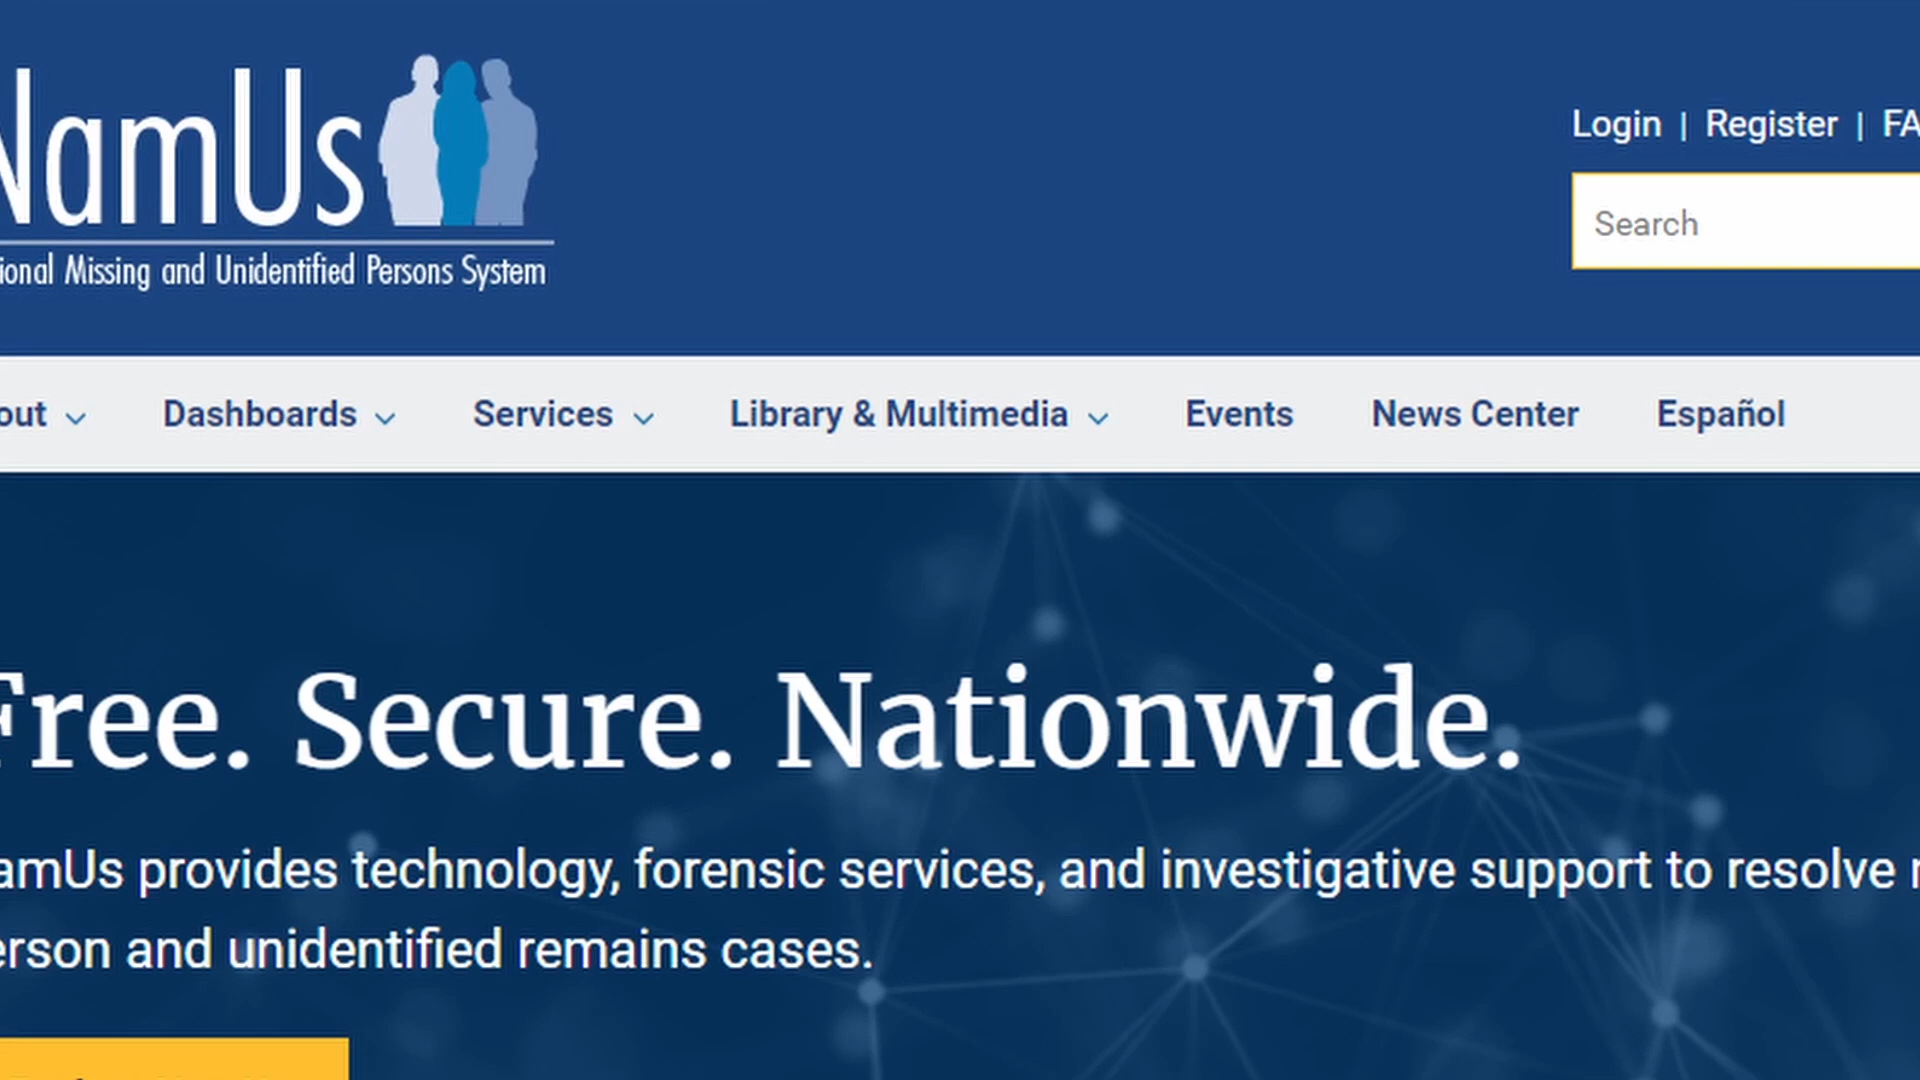 NamUs
ional Missing and Unidentified Persons System
Login | Register | FA
Search
out Dashboards Services Library & Multimedia Events News Center Español
Free. Secure. Nationwide.
amUs provides technology, forensic services, and investigative support to resolve
erson and unidentified remains cases.